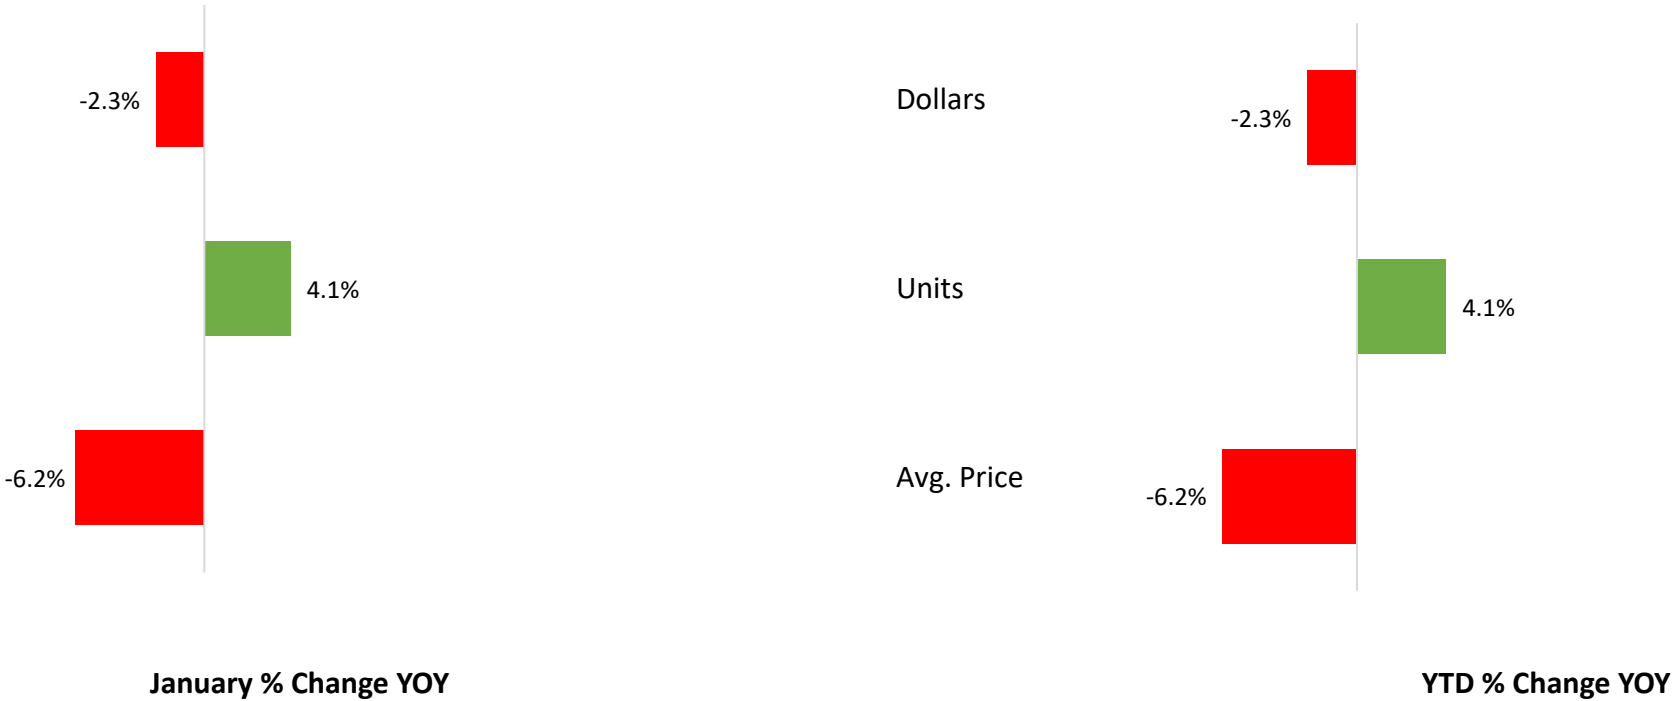 -2.3%
Dollars
-2.3%
4.1%
Units
4.1%
-6.2%
Avg. Price
-6.2%
January % Change YOY
YTD % Change YOY